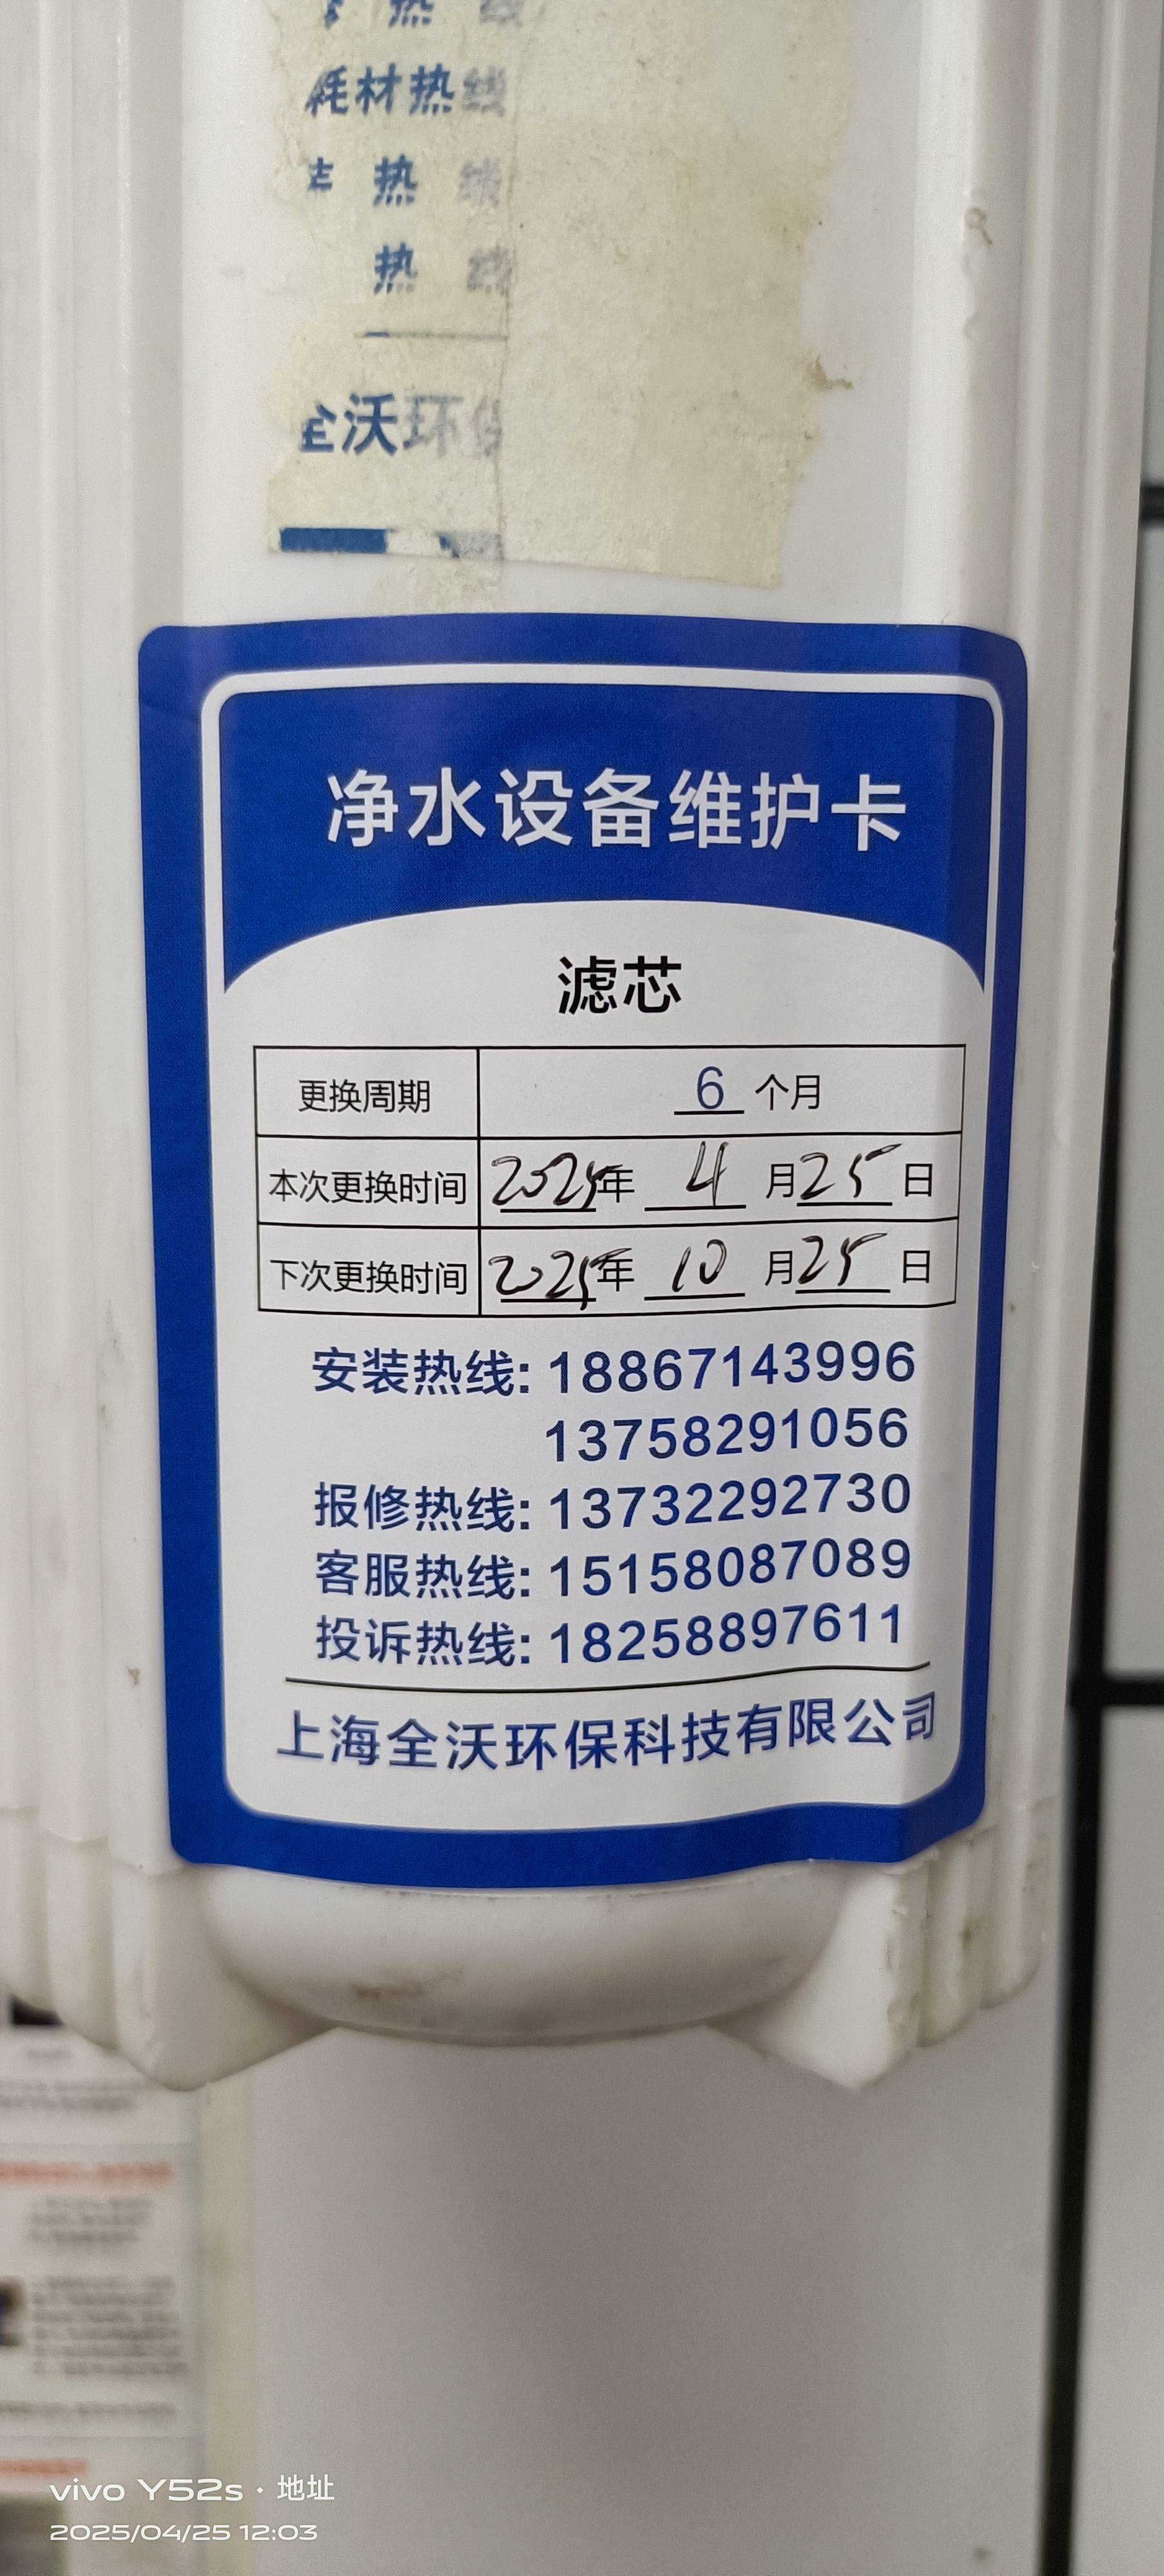 热 线
耗材热线
热 线
热 线
全沃环保
净水设备维护卡
滤芯
更换周期 6 个月
本次更换时间 2025年 4 月25日
下次更换时间 2025年 10 月25日
安装热线: 18867143996
13758291056
报修热线: 13732292730
客服热线: 15158087089
投诉热线: 18258897611
上海全沃环保科技有限公司
vivo Y52s · 地址
2025/04/25 12:03